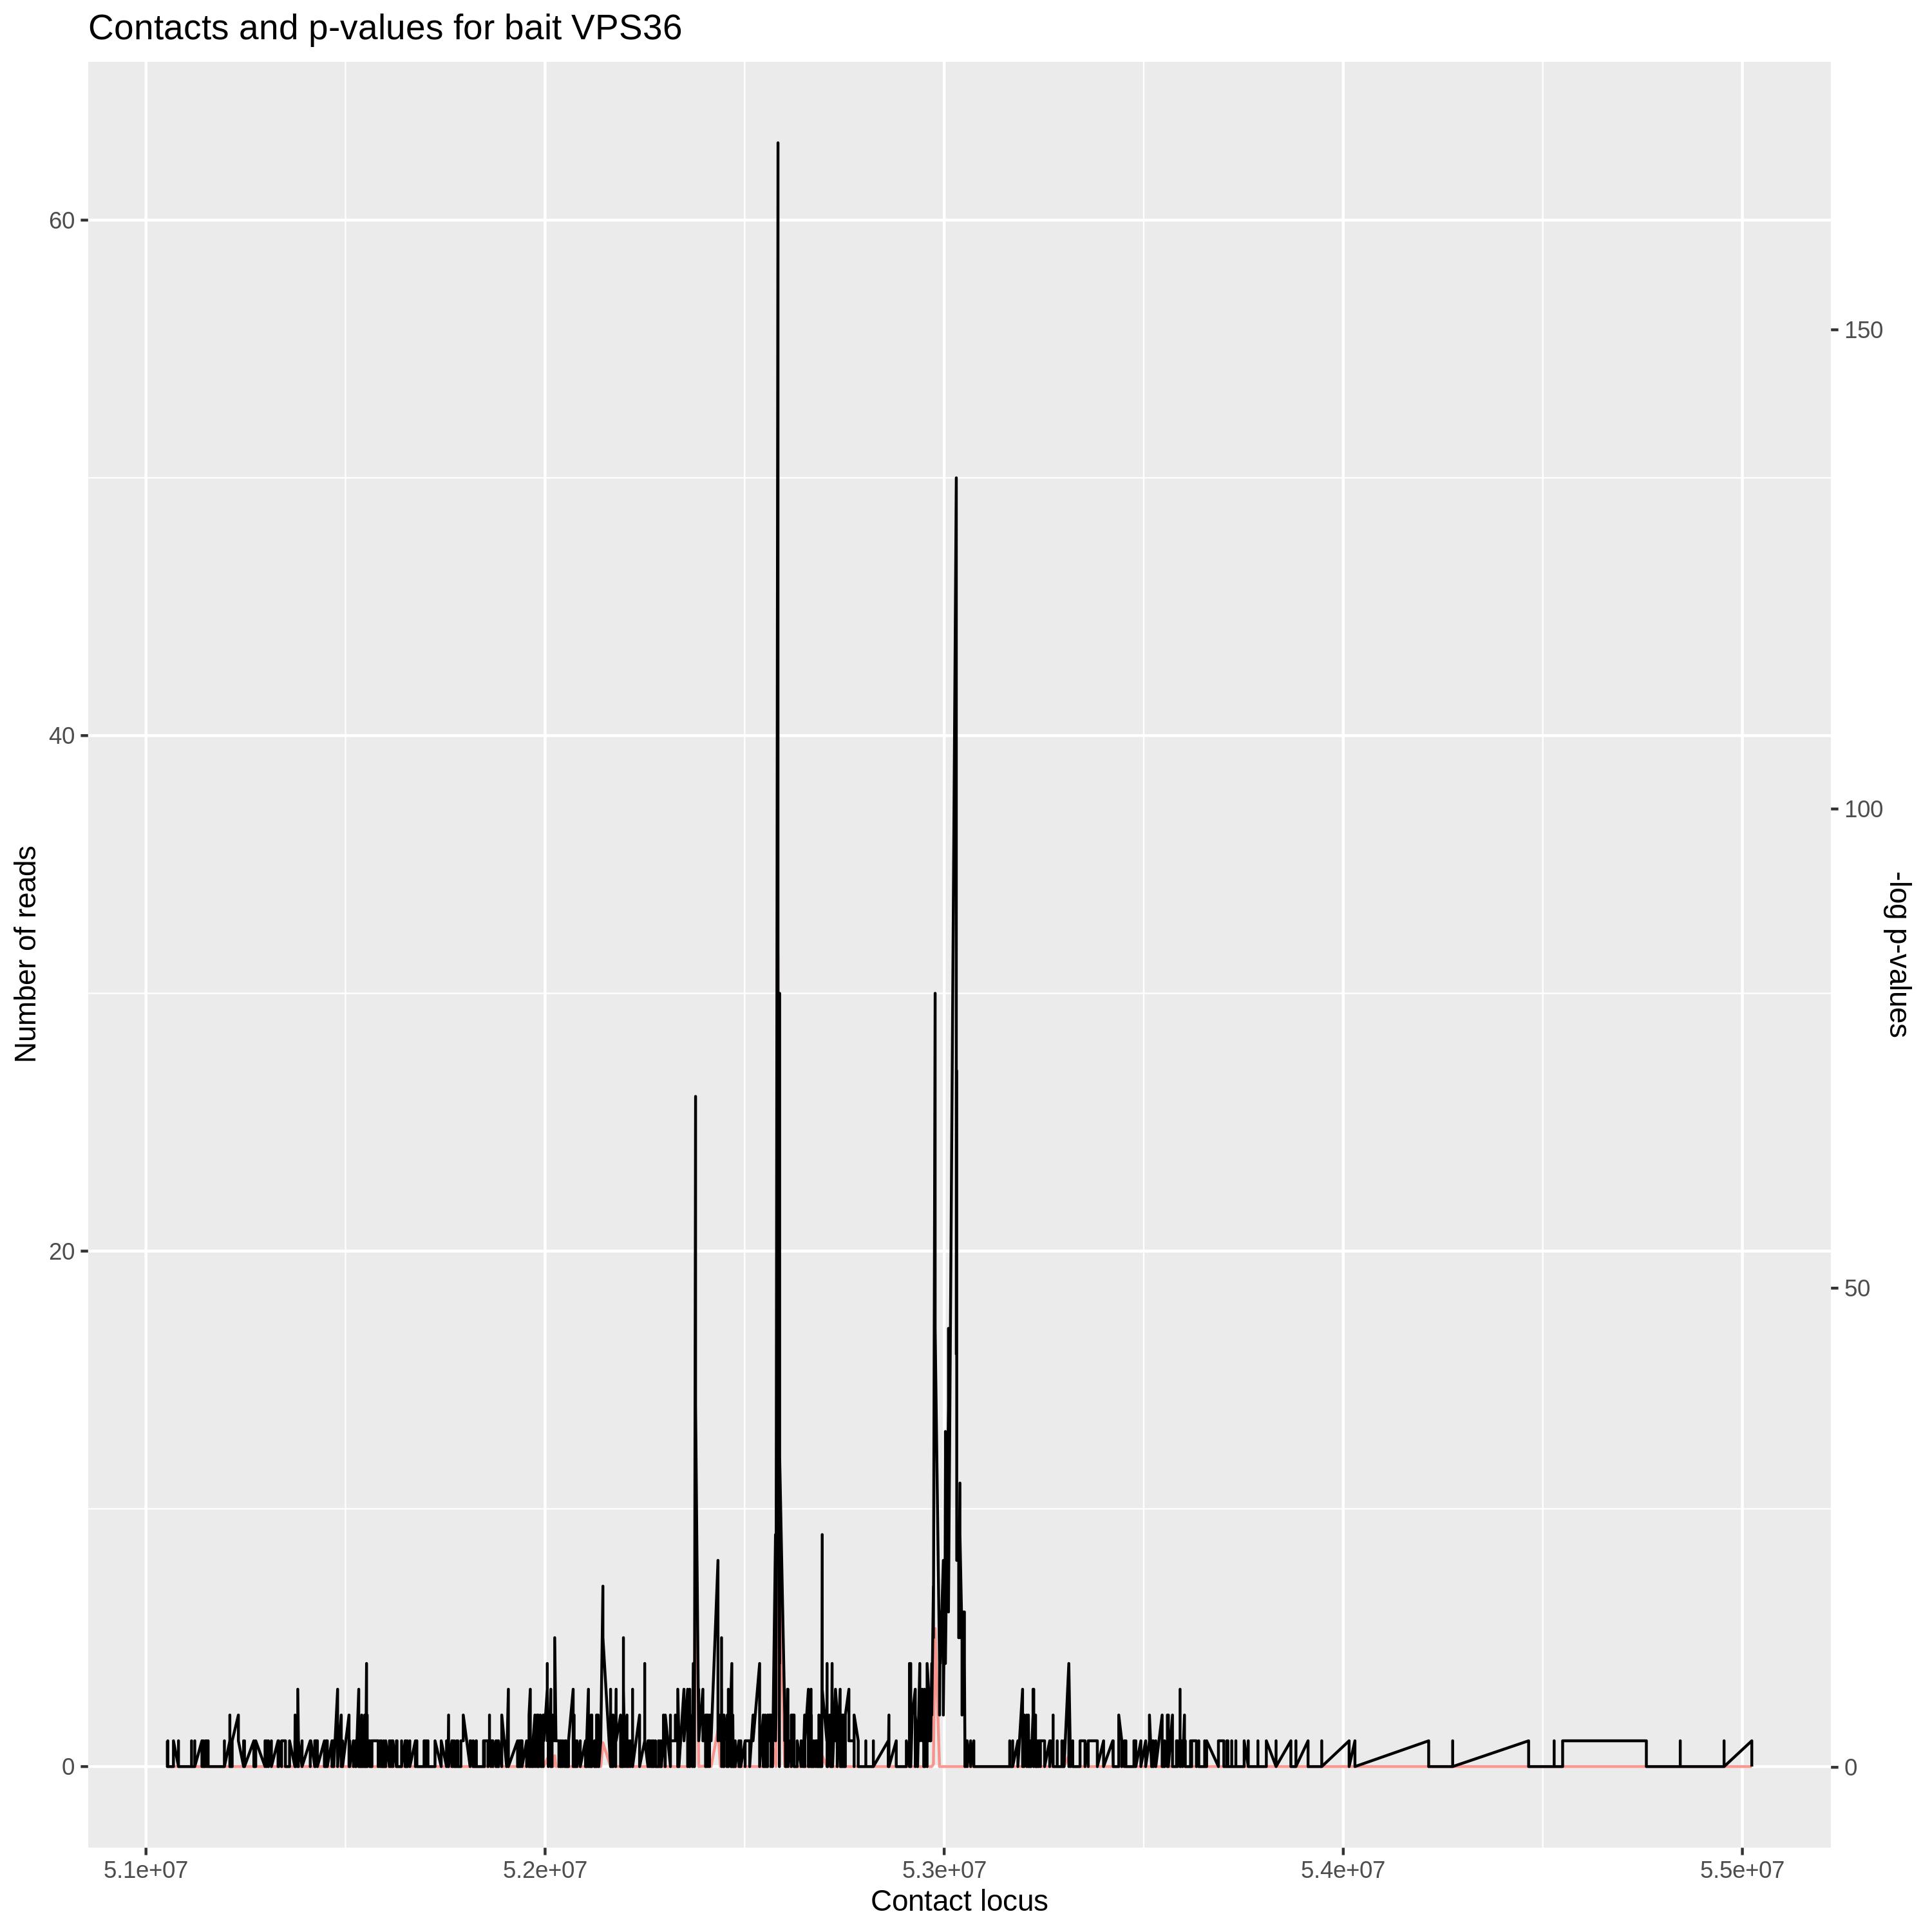 Contacts and p-values for bait VPS36
60
40
20
0
150
100
50
0
Number of reads
-log p-values
5.1e+07
5.2e+07
5.3e+07
5.4e+07
5.5e+07
Contact locus